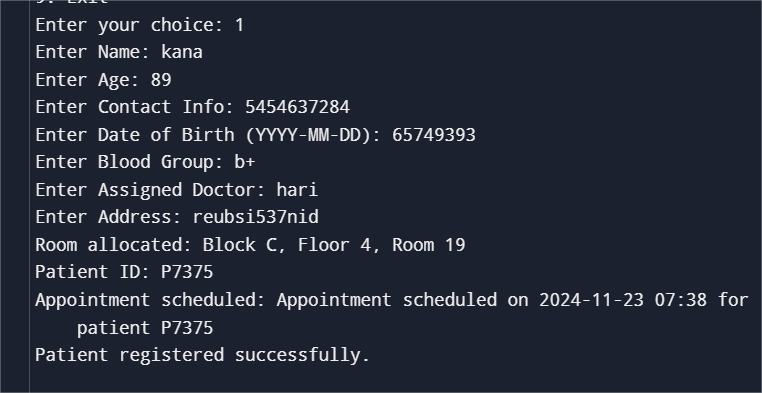 9. Exit
Enter your choice: 1
Enter Name: kana
Enter Age: 89
Enter Contact Info: 5454637284
Enter Date of Birth (YYYY-MM-DD): 65749393
Enter Blood Group: b+
Enter Assigned Doctor: hari
Enter Address: reubsi537nid
Room allocated: Block C, Floor 4, Room 19
Patient ID: P7375
Appointment scheduled: Appointment scheduled on 2024-11-23 07:38 for
patient P7375
Patient registered successfully.